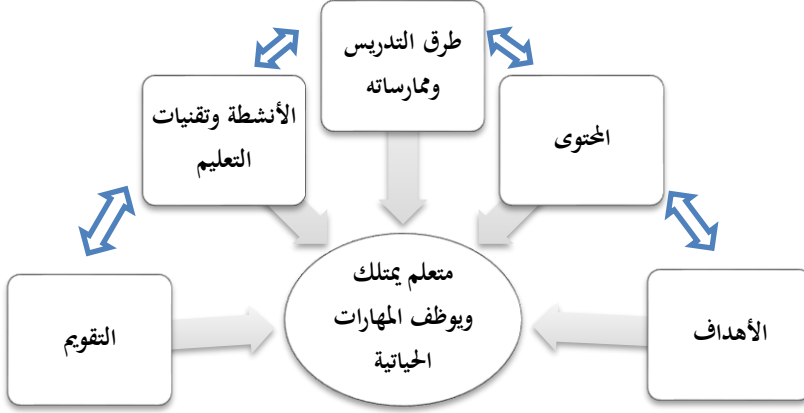 طرق التدريس
وممارساته
المحتوى
الأنشطة وتقنيات
التعليم
الأهداف
متعلم يمتلك
ويوظف المهارات
الحياتية
التقويم